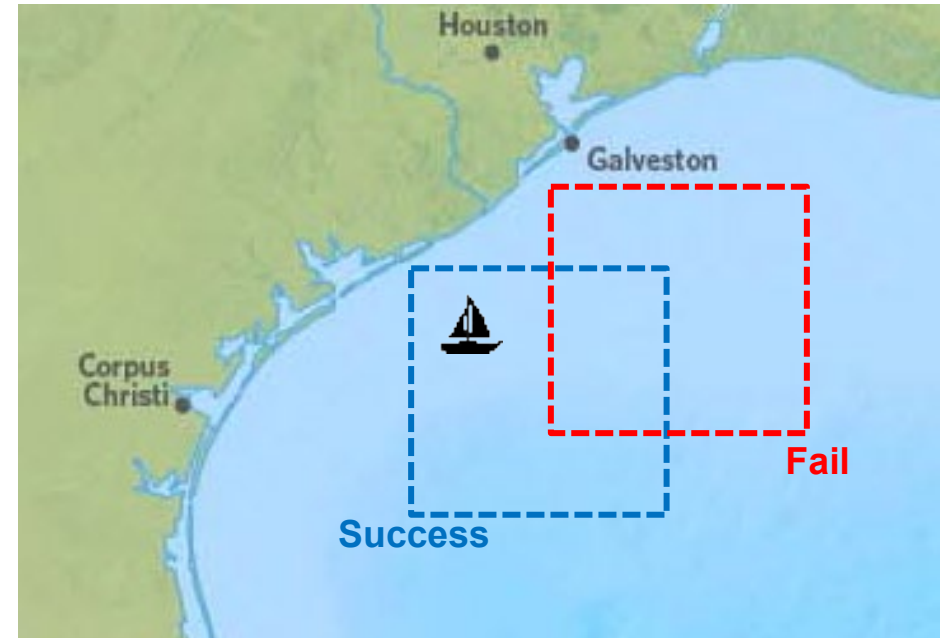 Houston
Galveston
Corpus
Christi
Fail
Success